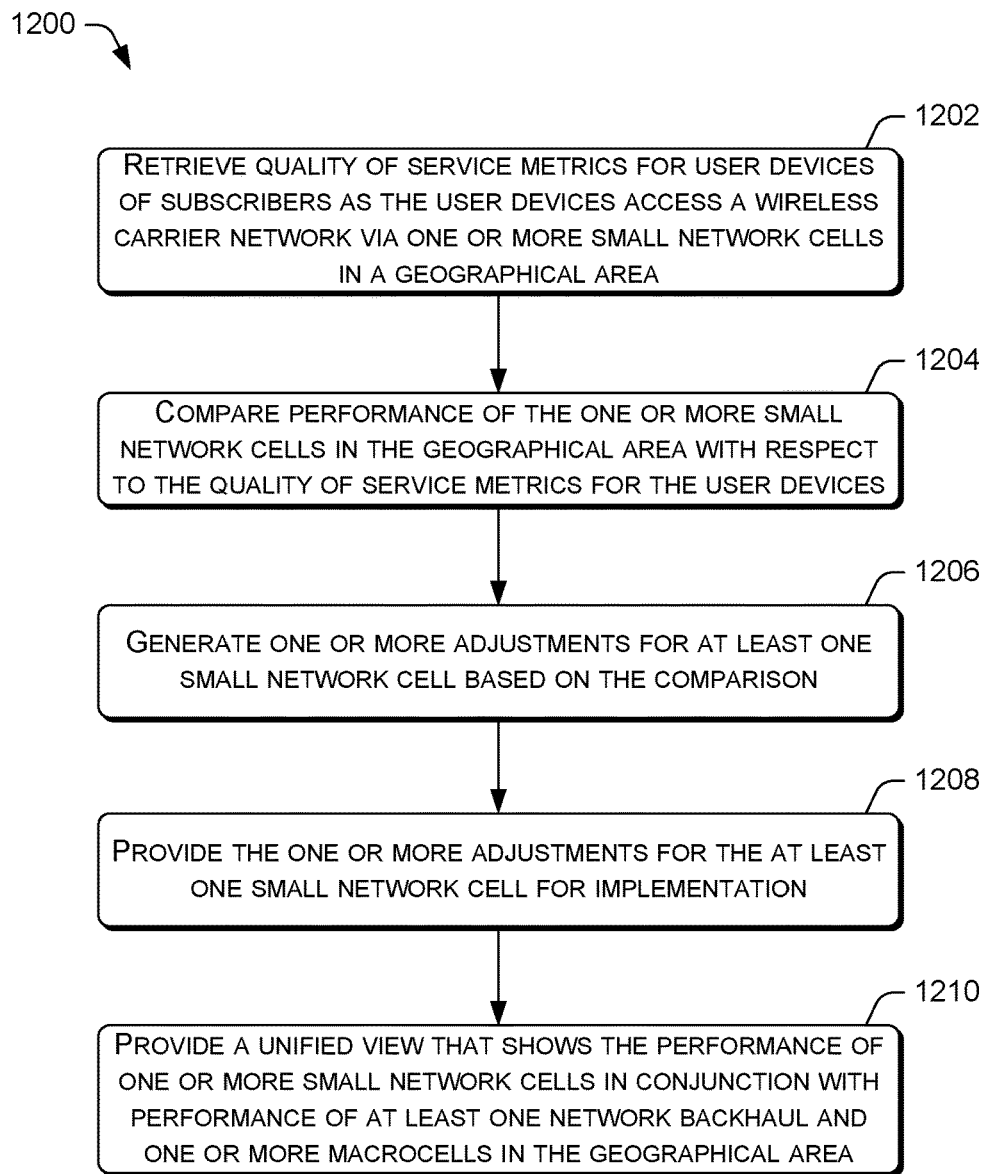 1200
1202
RETRIEVE QUALITY OF SERVICE METRICS FOR USER DEVICES
OF SUBSCRIBERS AS THE USER DEVICES ACCESS A WIRELESS
CARRIER NETWORK VIA ONE OR MORE SMALL NETWORK CELLS
IN A GEOGRAPHICAL AREA
1204
COMPARE PERFORMANCE OF THE ONE OR MORE SMALL
NETWORK CELLS IN THE GEOGRAPHICAL AREA WITH RESPECT
TO THE QUALITY OF SERVICE METRICS FOR THE USER DEVICES
1206
GENERATE ONE OR MORE ADJUSTMENTS FOR AT LEAST ONE
SMALL NETWORK CELL BASED ON THE COMPARISON
1208
PROVIDE THE ONE OR MORE ADJUSTMENTS FOR THE AT LEAST
ONE SMALL NETWORK CELL FOR IMPLEMENTATION
1210
PROVIDE A UNIFIED VIEW THAT SHOWS THE PERFORMANCE OF
ONE OR MORE SMALL NETWORK CELLS IN CONJUNCTION WITH
PERFORMANCE OF AT LEAST ONE NETWORK BACKHAUL AND
ONE OR MORE MACROCELLS IN THE GEOGRAPHICAL AREA